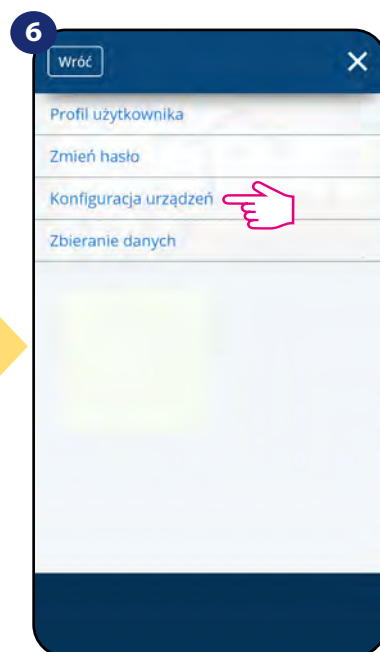 6
Wróć
Profil użytkownika
Zmień hasło
Konfiguracja urządzeń
Zbieranie danych